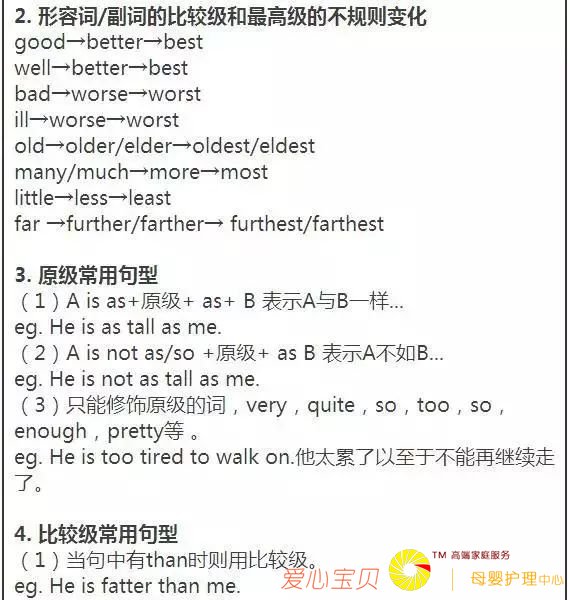 2. 形容词/副词的比较级和最高级的不规则变化
good→better→best
well→better→best
bad→worse→worst
ill→worse→worst
old→older/elder→oldest/eldest
many/much→more→most
little→less→least
far →further/farther→ furthest/farthest
3. 原级常用句型
（1）A is as+原级+ as+ B 表示A与B一样...
eg. He is as tall as me.
（2）A is not as/so +原级+ as B 表示A不如B...
eg. He is not as tall as me.
（3）只能修饰原级的词，very，quite，so，too，so，
enough，pretty等 。
eg. He is too tired to walk on.他太累了以至于不能再继续走
了。
4. 比较级常用句型
（1）当句中有than时则用比较级。
eg. He is fatter than me.
爱心宝贝
TM 高端家庭服务
母婴护理中心